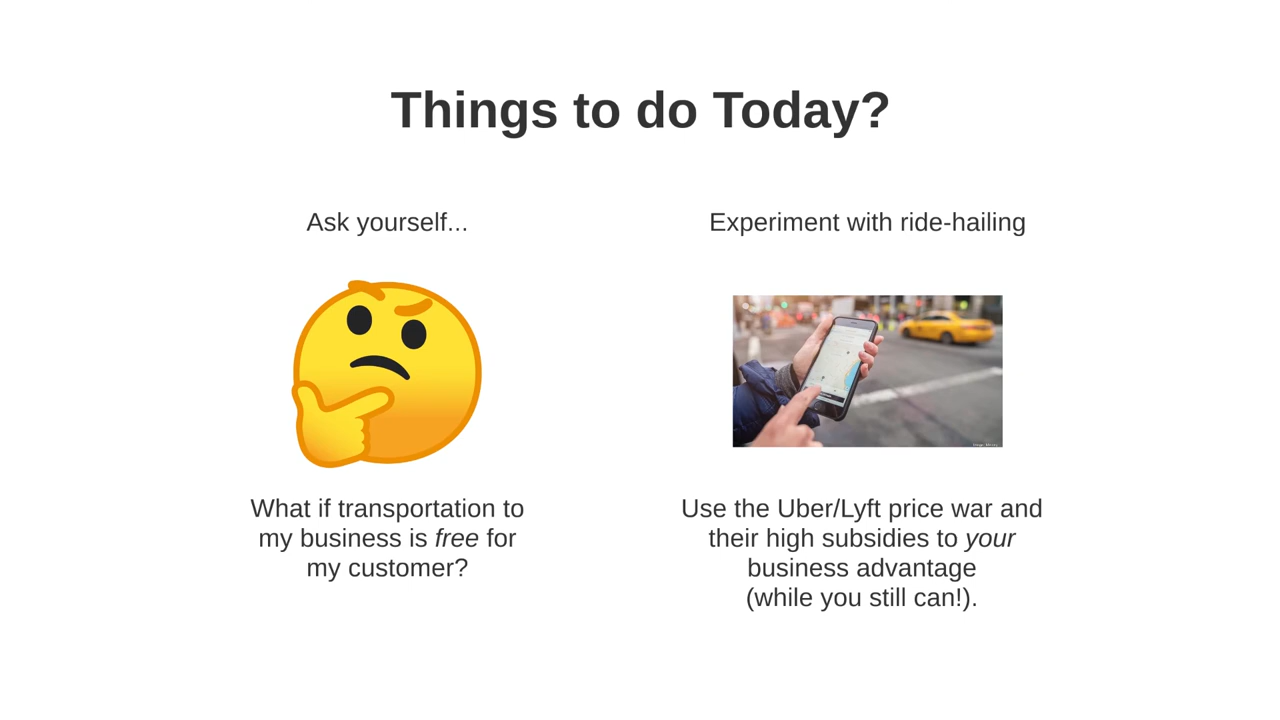 Things to do Today?
Ask yourself...
What if transportation to
my business is free for
my customer?
Experiment with ride-hailing
Use the Uber/Lyft price war and
their high subsidies to your
business advantage
(while you still can!).